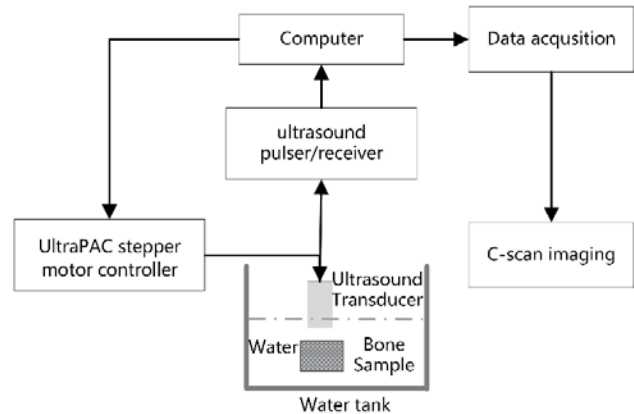 Computer
Data acqusition
ultrasound
pulser/receiver
UltraPAC stepper
motor controller
C-scan imaging
Ultrasound
Transducer
Water
Bone
Sample
Water tank